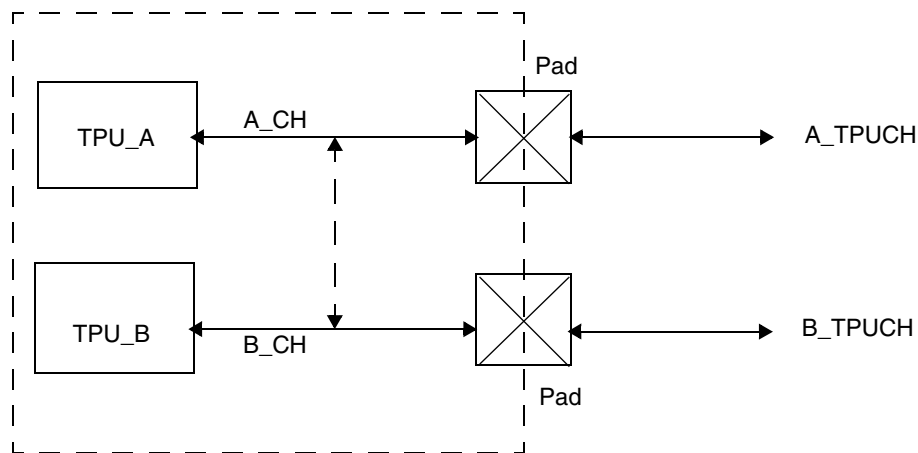 Pad
TPU_A
A_CH
A_TPUCH
TPU_B
B_CH
B_TPUCH
Pad